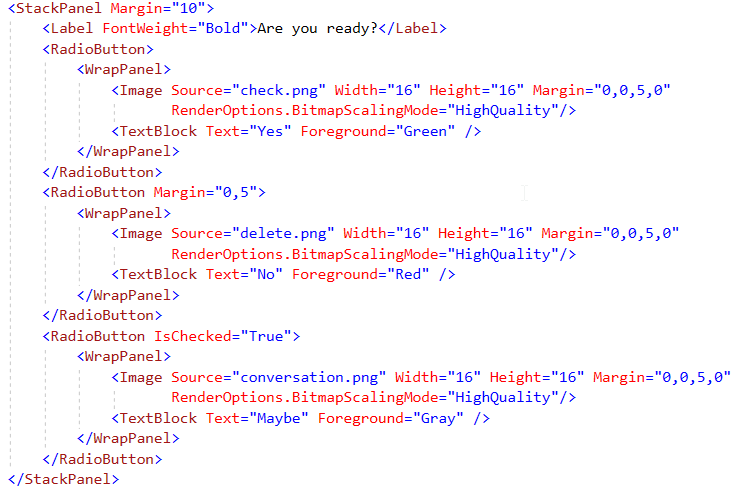 <StackPanel Margin="10">
<Label FontWeight="Bold">Are you ready?</Label>
<RadioButton>
<WrapPanel>
<Image Source="check.png" Width="16" Height="16" Margin="0,0,5,0"
RenderOptions.BitmapScalingMode="HighQuality"/>
<TextBlock Text="Yes" Foreground="Green" />
</WrapPanel>
</RadioButton>
<RadioButton Margin="0,5">
<WrapPanel>
<Image Source="delete.png" Width="16" Height="16" Margin="0,0,5,0"
RenderOptions.BitmapScalingMode="HighQuality"/>
<TextBlock Text="No" Foreground="Red" />
</WrapPanel>
</RadioButton>
<RadioButton IsChecked="True">
<WrapPanel>
<Image Source="conversation.png" Width="16" Height="16" Margin="0,0,5,0"
RenderOptions.BitmapScalingMode="HighQuality"/>
<TextBlock Text="Maybe" Foreground="Gray" />
</WrapPanel>
</RadioButton>
</StackPanel>